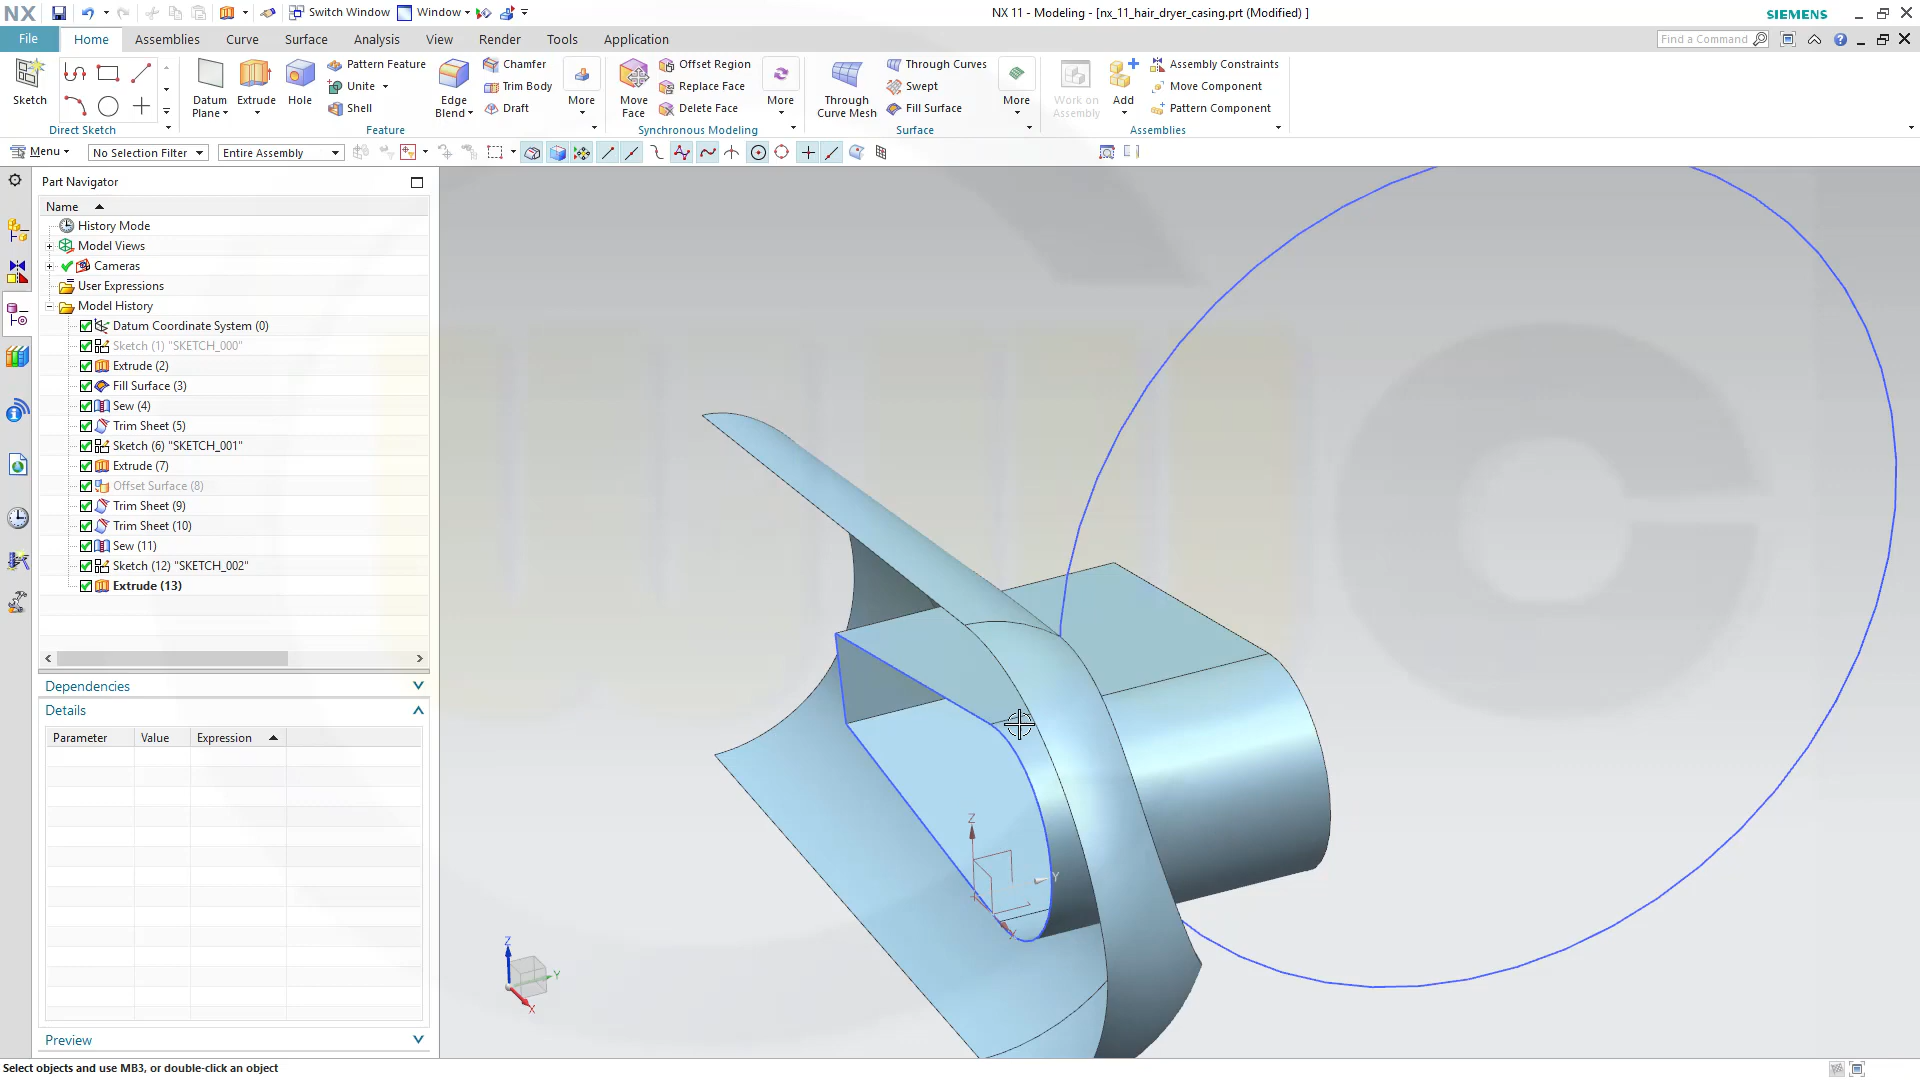 NX
Switch Window
Window
NX 11 - Modeling - [nx_11_hair_dryer_casing.prt (Modified) ]
SIEMENS
File
Home
Assemblies
Curve
Surface
Analysis
View
Render
Tools
Application
Find a Command
Sketch
Direct Sketch
Datum Plane
Extrude
Hole
Pattern Feature
Unite
Shell
Edge Blend
Chamfer
Trim Body
Draft
More
Feature
Move Face
Offset Region
Replace Face
Delete Face
More
Synchronous Modeling
Through Curve Mesh
Through Curves
Swept
Fill Surface
More
Surface
Work on Assembly
Add
Assembly Constraints
Move Component
Pattern Component
Assemblies
Menu
No Selection Filter
Entire Assembly
Part Navigator
Name
History Mode
Model Views
Cameras
User Expressions
Model History
Datum Coordinate System (0)
Sketch (1) "SKETCH_000"
Extrude (2)
Fill Surface (3)
Sew (4)
Trim Sheet (5)
Sketch (6) "SKETCH_001"
Extrude (7)
Offset Surface (8)
Trim Sheet (9)
Trim Sheet (10)
Sew (11)
Sketch (12) "SKETCH_002"
Extrude (13)
Dependencies
Details
Parameter Value Expression
Preview
Z
Y
X
Z
Y
X
Select objects and use MB3, or double-click an object